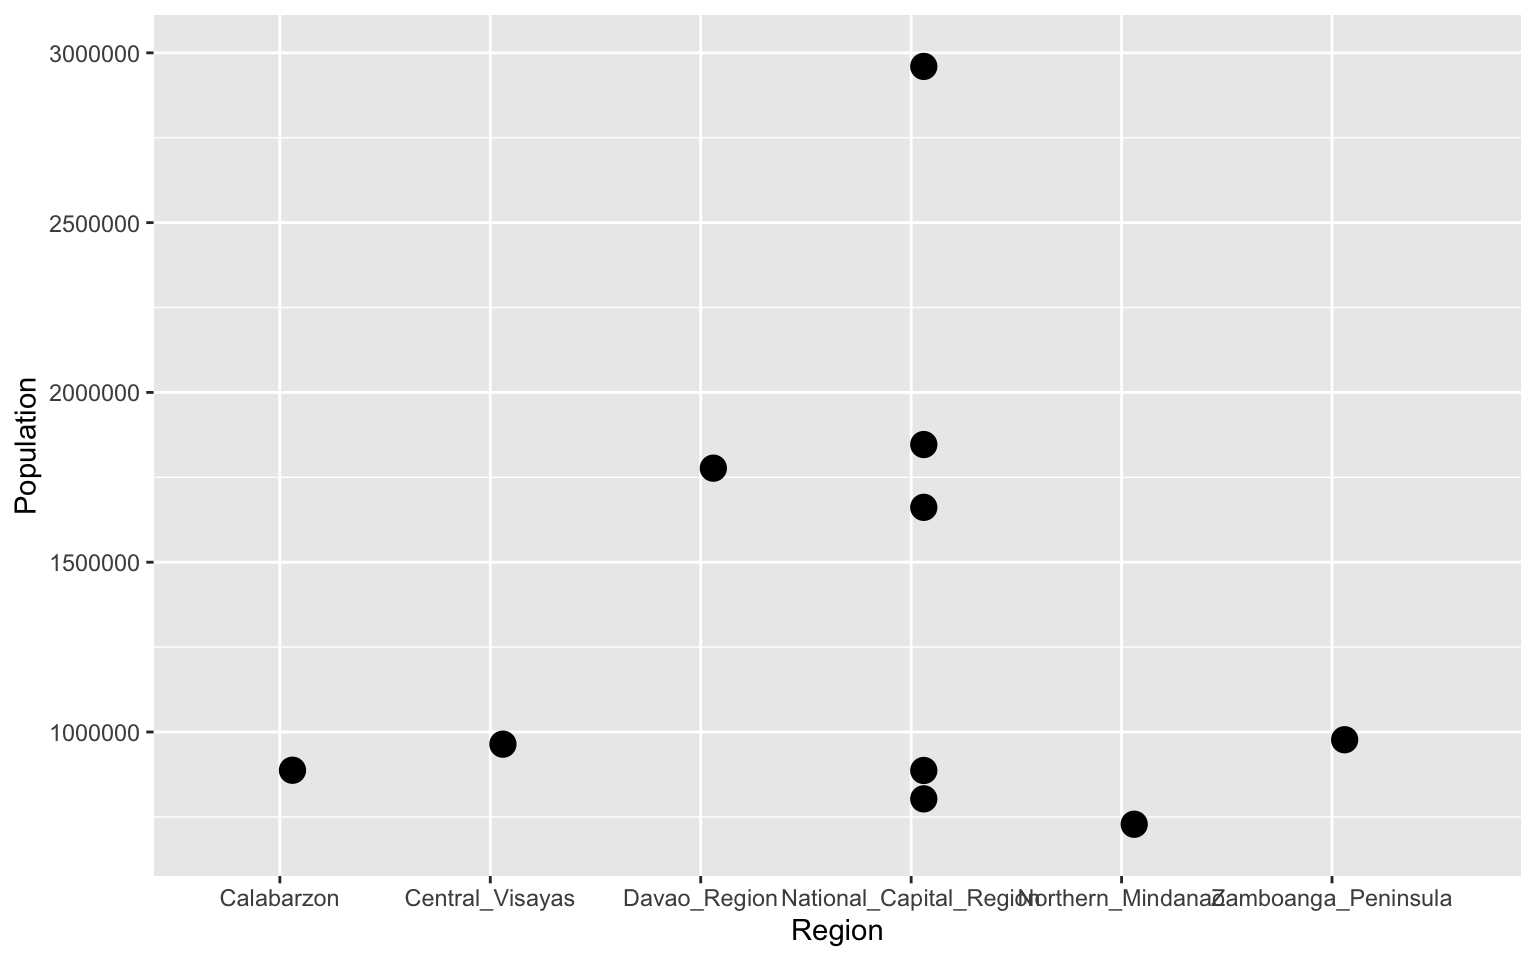 Population
3000000
2500000
2000000
1500000
1000000
Calabarzon Central_Visayas Davao_Region National_Capital_Region Northern_Mindanao Zamboanga_Peninsula
Region